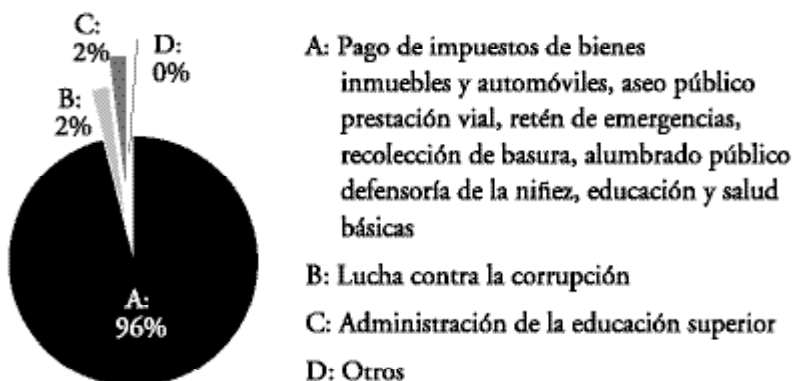 C:
2%
D:
0%
B:
2%
A:
96%
A: Pago de impuestos de bienes
inmuebles y automóviles, aseo público
prestación vial, retén de emergencias,
recolección de basura, alumbrado público
defensoría de la niñez, educación y salud
básicas
B: Lucha contra la corrupción
C: Administración de la educación superior
D: Otros